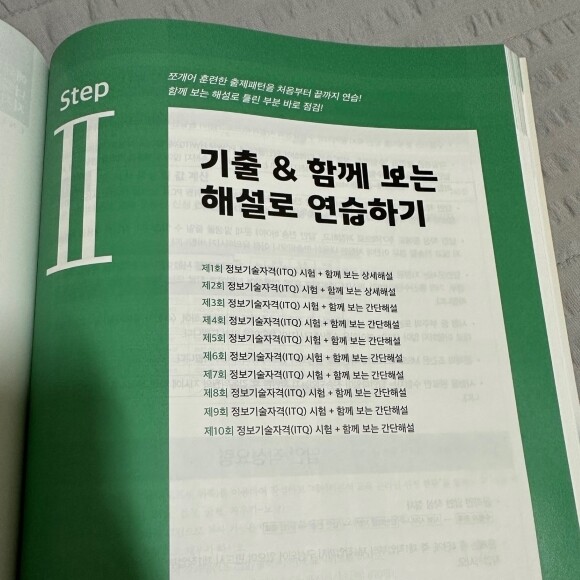 Step
II
쪼개어 훈련한 출제패턴을 처음부터 끝까지 연습!
함께 보는 해설로 틀린 부분 바로 점검!
기출 & 함께 보는
해설로 연습하기
제1회 정보기술자격(ITQ) 시험 + 함께 보는 상세해설
제2회 정보기술자격(ITQ) 시험 + 함께 보는 상세해설
제3회 정보기술자격(ITQ) 시험 + 함께 보는 간단해설
제4회 정보기술자격(ITQ) 시험 + 함께 보는 간단해설
제5회 정보기술자격(ITQ) 시험 + 함께 보는 간단해설
제6회 정보기술자격(ITQ) 시험 + 함께 보는 간단해설
제7회 정보기술자격(ITQ) 시험 + 함께 보는 간단해설
제8회 정보기술자격(ITQ) 시험 + 함께 보는 간단해설
제9회 정보기술자격(ITQ) 시험 + 함께 보는 간단해설
제10회 정보기술자격(ITQ) 시험 + 함께 보는 간단해설